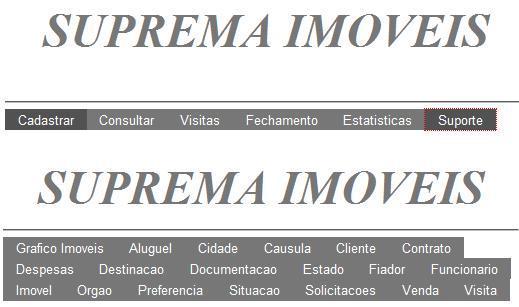 SUPREMA IMOVEIS
Cadastrar Consultar Visitas Fechamento Estatisticas Suporte
SUPREMA IMOVEIS
Grafico Imoveis Aluguel Cidade Causula Cliente Contrato
Despesas Destinacao Documentacao Estado Fiador Funcionario
Imovel Orgao Preferencia Situacao Solicitacoes Venda Visita